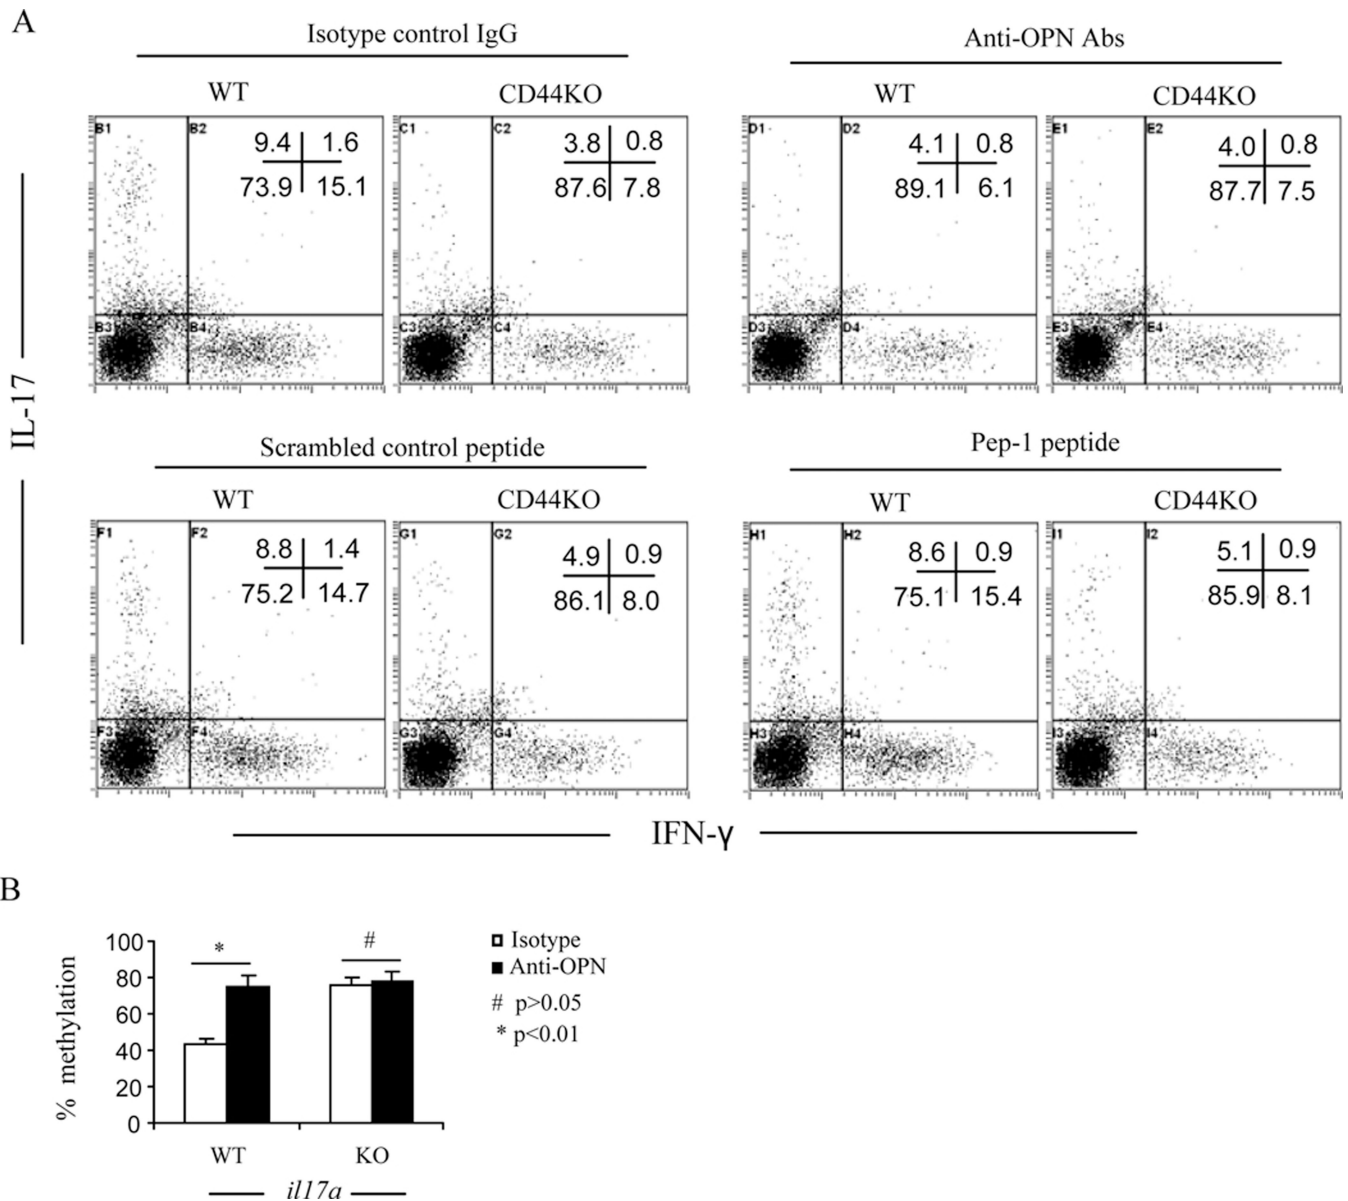 A
Isotype control IgG
Anti-OPN Abs
WT
CD44KO
WT
CD44KO
B1
B2
9.4 1.6
73.9 15.1
B3
B4
C1
C2
3.8 0.8
87.6 7.8
C3
C4
D1
D2
4.1 0.8
89.1 6.1
D3
D4
E1
E2
4.0 0.8
87.7 7.5
E3
E4
IL-17
Scrambled control peptide
Pep-1 peptide
WT
CD44KO
WT
CD44KO
F1
F2
8.8 1.4
75.2 14.7
F3
F4
G1
G2
4.9 0.9
86.1 8.0
G3
G4
H1
H2
8.6 0.9
75.1 15.4
H3
H4
I1
I2
5.1 0.9
85.9 8.1
I3
I4
IFN-γ
B
% methylation
100
80
60
40
20
0
*
#
Isotype
Anti-OPN
# p>0.05
* p<0.01
WT
KO
il17a